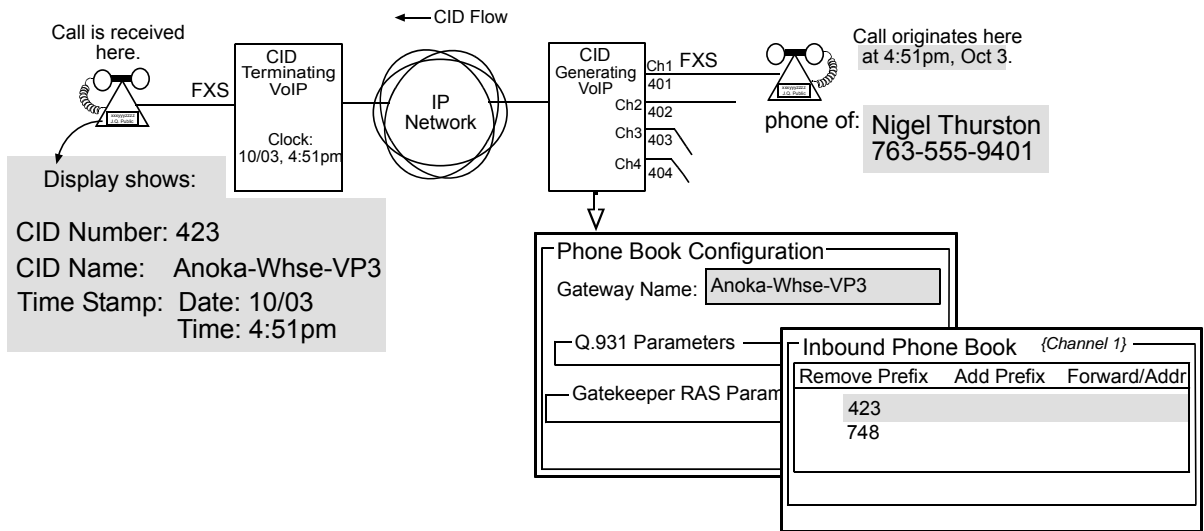 CID Flow
Call is received
here.
FXS
CID
Terminating
VoIP
Clock:
10/03, 4:51pm
IP
Network
CID
Generating
VoIP
Ch1 FXS
401
Ch2
402
Ch3
403
Ch4
404
Call originates here
at 4:51pm, Oct 3.
J.Q. Public
J.Q. Public
phone of: Nigel Thurston
763-555-9401
Display shows:
CID Number: 423
CID Name: Anoka-Whse-VP3
Time Stamp: Date: 10/03
Time: 4:51pm
Phone Book Configuration
Gateway Name: Anoka-Whse-VP3
Q.931 Parameters
Gatekeeper RAS Param
Inbound Phone Book {Channel 1}
Remove Prefix Add Prefix Forward/Addr
423
748